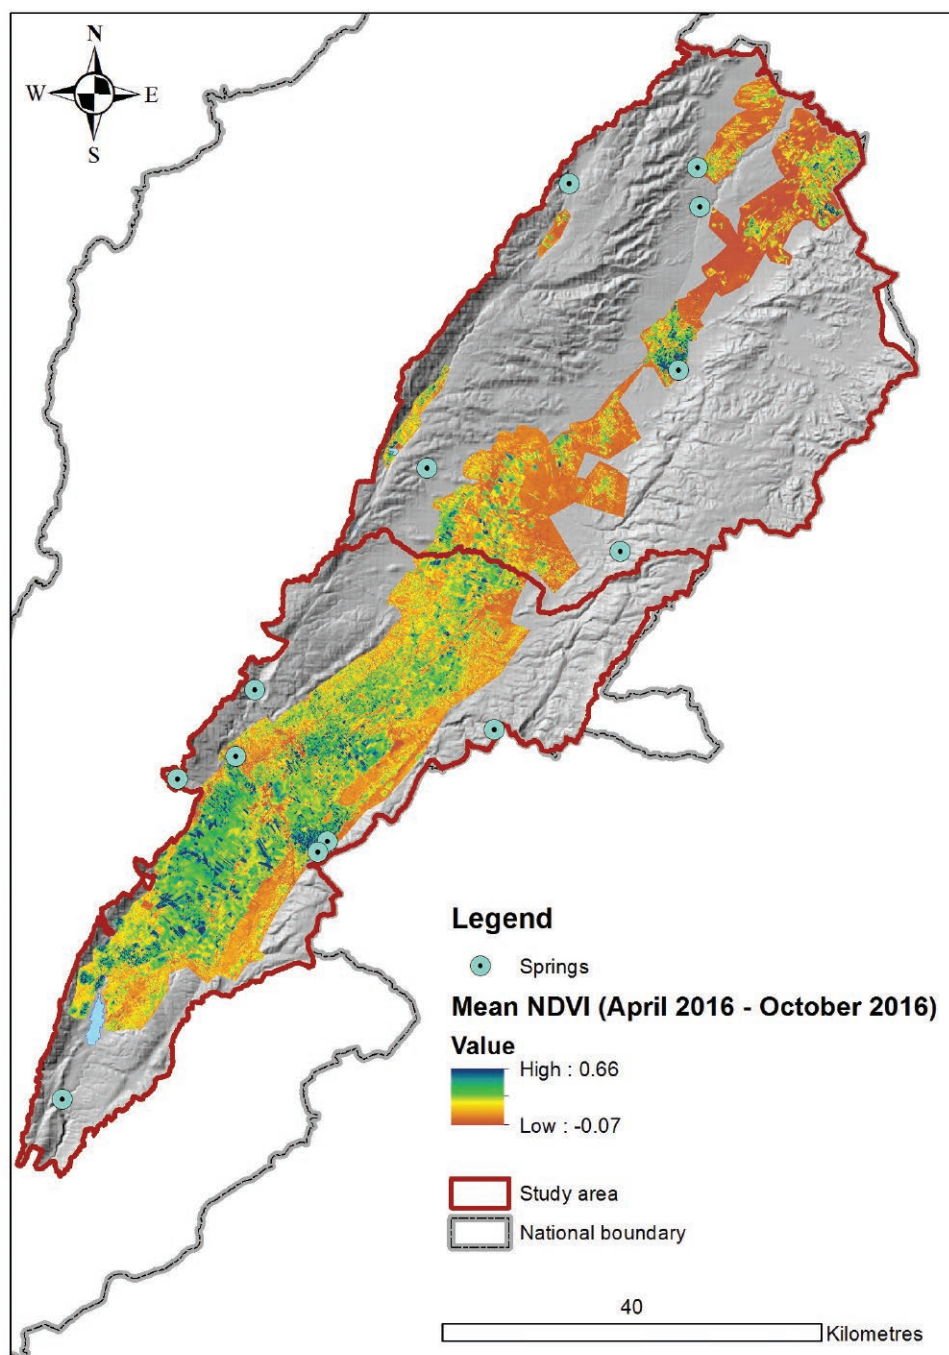 N
W E
S
Legend
Springs
Mean NDVI (April 2016 - October 2016)
Value
High : 0.66
Low : -0.07
Study area
National boundary
40
Kilometres